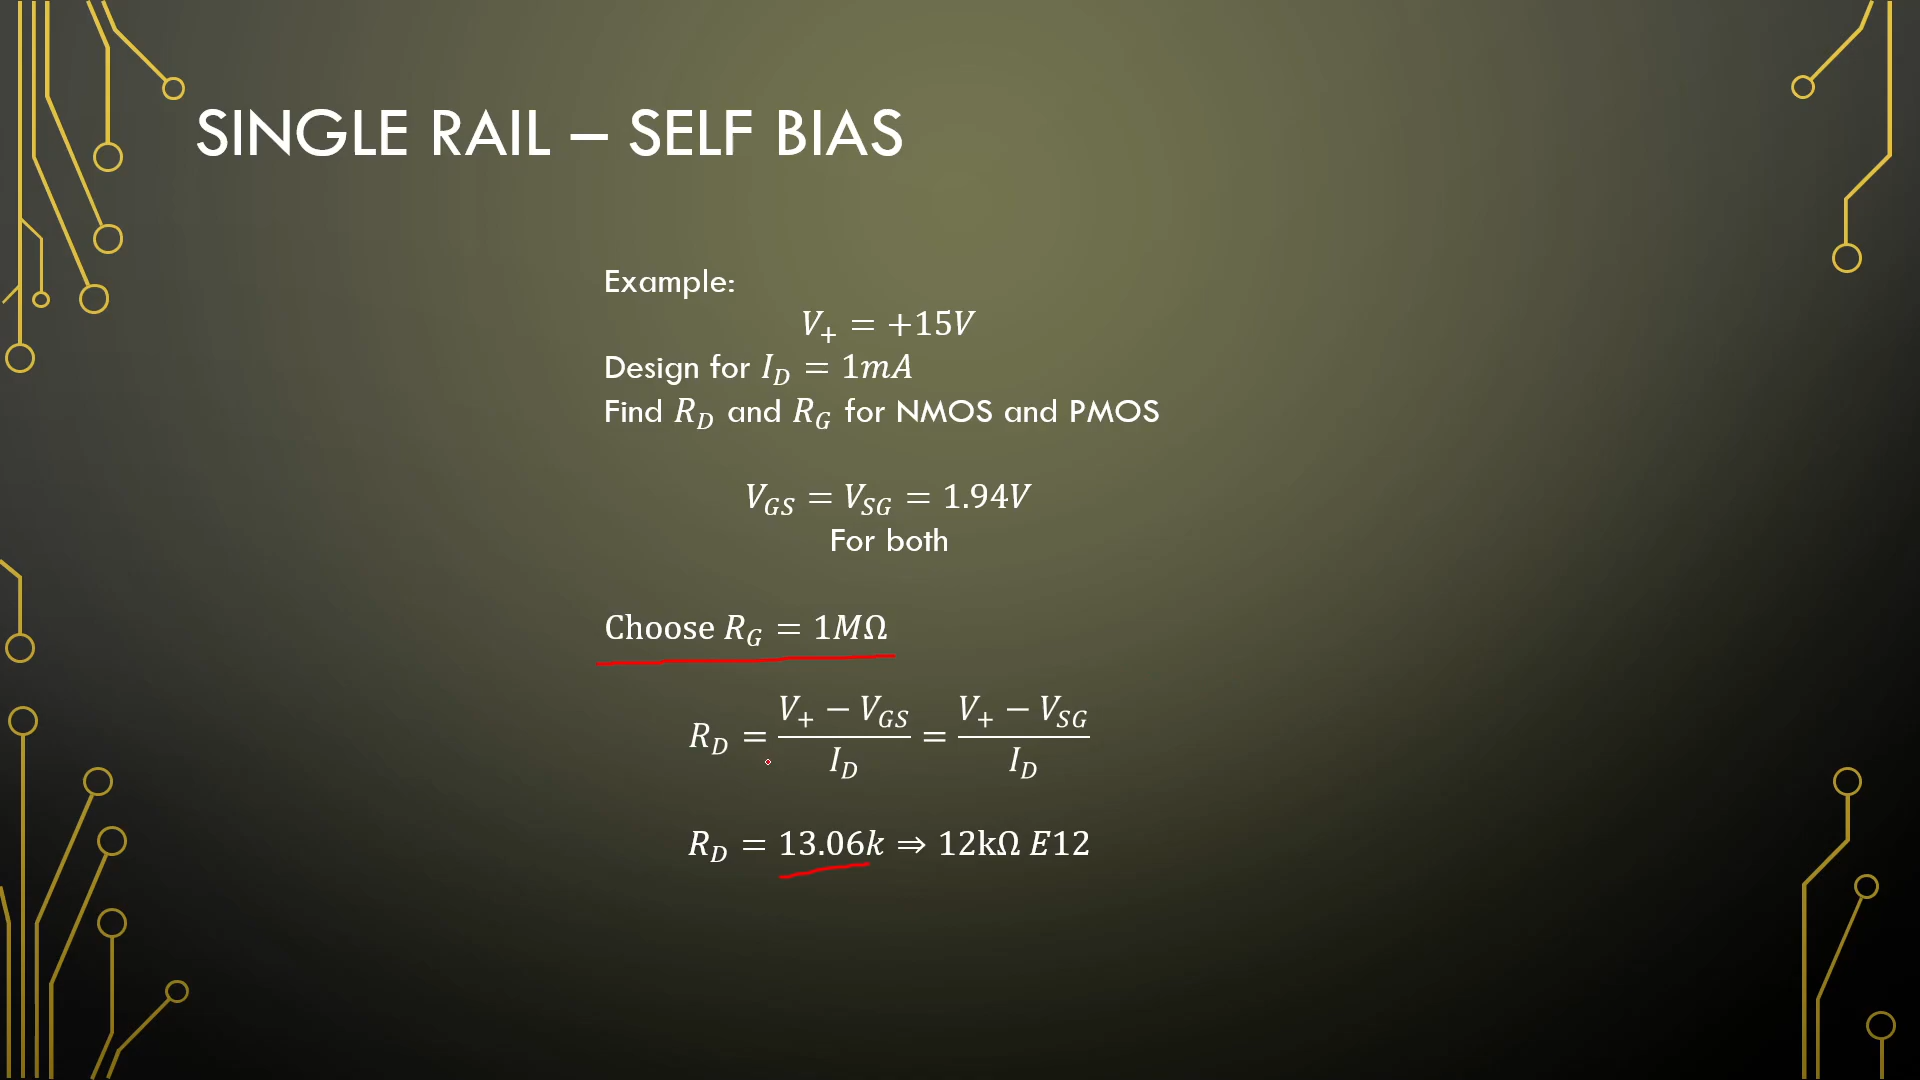 SINGLE RAIL – SELF BIAS
Example:
V₊ = +15V
Design for I_D = 1mA
Find R_D and R_G for NMOS and PMOS
V_GS = V_SG = 1.94V
For both
Choose R_G = 1MΩ
R_D = (V₊ − V_GS) / I_D = (V₊ − V_SG) / I_D
R_D = 13.06k ⇒ 12kΩ E12